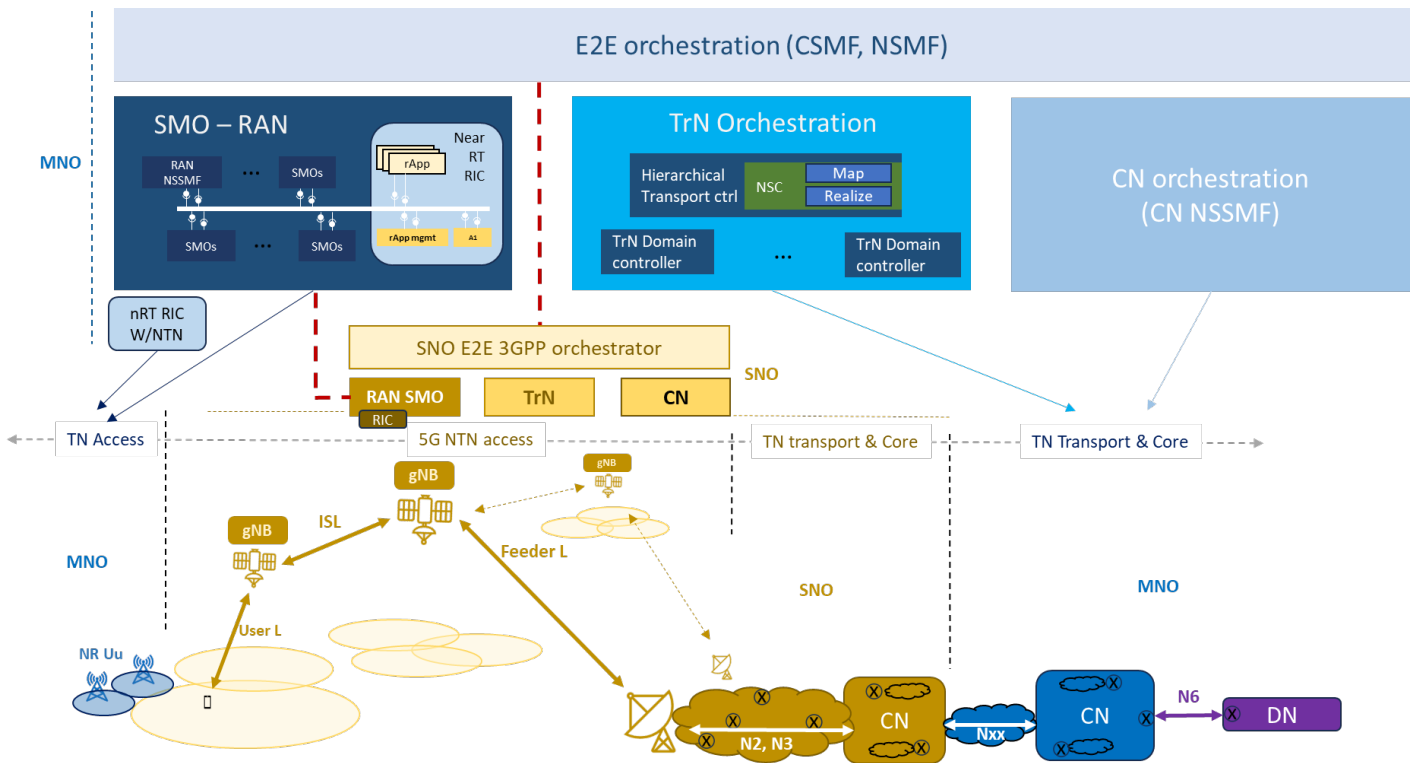 E2E orchestration (CSMF, NSMF)
MNO
SMO – RAN
RAN
NSSMF
...
SMOs
SMOs
...
SMOs
rApp
Near
RT
RIC
rApp mgmt
A1
TrN Orchestration
Hierarchical
Transport ctrl
NSC
Map
Realize
TrN Domain
controller
...
TrN Domain
controller
CN orchestration
(CN NSSMF)
nRT RIC
W/NTN
SNO E2E 3GPP orchestrator
SNO
RAN SMO
TrN
CN
RIC
TN Access
5G NTN access
TN transport & Core
TN Transport & Core
gNB
gNB
gNB
ISL
Feeder L
User L
MNO
SNO
MNO
NR Uu
N2, N3
CN
Nxx
CN
N6
DN
X
X
X
X
X
X
X
X
X
X